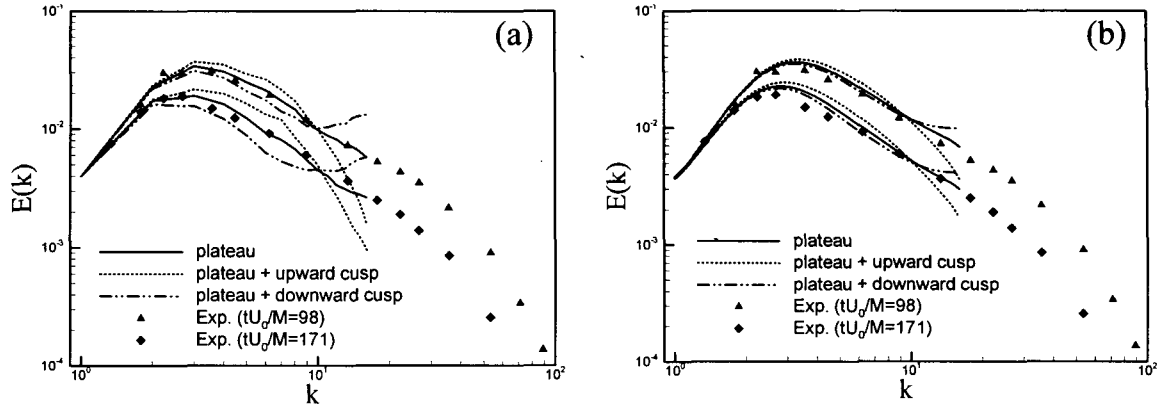 (a)
E(k)
10⁻¹
10⁻²
10⁻³
10⁻⁴
plateau
plateau + upward cusp
plateau + downward cusp
Exp. (tU₀/M=98)
Exp. (tU₀/M=171)
10⁰
10¹
10²
k
(b)
E(k)
10⁻¹
10⁻²
10⁻³
10⁻⁴
plateau
plateau + upward cusp
plateau + downward cusp
Exp. (tU₀/M=98)
Exp. (tU₀/M=171)
10⁰
10¹
10²
k